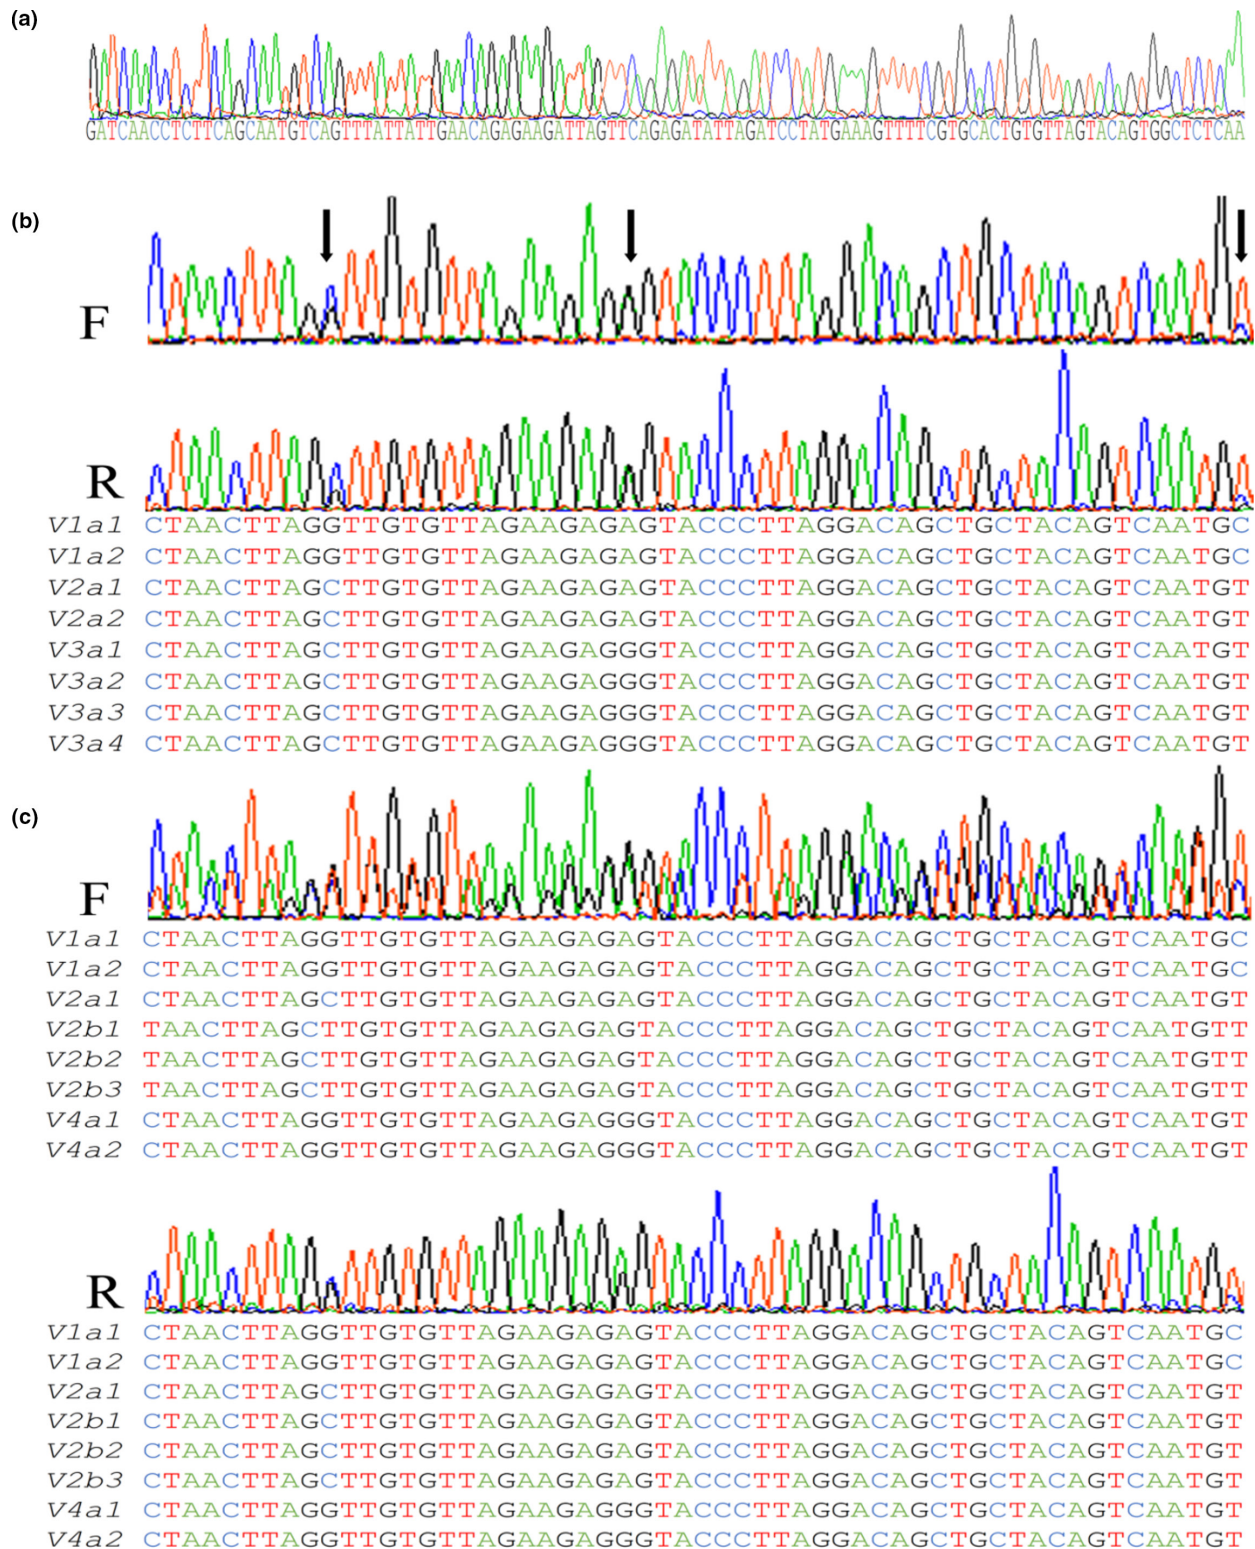 (a)
GATCAACCTCTTCAGCAATGTCAGTTTATTATTGAACAGAGAAGATTAGTTCAGAGATATTAGATCCTATGAAAGTTTTCGTGCACTGTGTTAGTACAGTGGCTCTCAA
(b)
F
R
V1a1 CTAACTTAGGTTGTGTTAGAAGAGAGTACCCTTAGGACAGCTGCTACAGTCAATGC
V1a2 CTAACTTAGGTTGTGTTAGAAGAGAGTACCCTTAGGACAGCTGCTACAGTCAATGC
V2a1 CTAACTTAGCTTGTGTTAGAAGAGAGTACCCTTAGGACAGCTGCTACAGTCAATGT
V2a2 CTAACTTAGCTTGTGTTAGAAGAGAGTACCCTTAGGACAGCTGCTACAGTCAATGT
V3a1 CTAACTTAGCTTGTGTTAGAAGAGGGTACCCTTAGGACAGCTGCTACAGTCAATGT
V3a2 CTAACTTAGCTTGTGTTAGAAGAGGGTACCCTTAGGACAGCTGCTACAGTCAATGT
V3a3 CTAACTTAGCTTGTGTTAGAAGAGGGTACCCTTAGGACAGCTGCTACAGTCAATGT
V3a4 CTAACTTAGCTTGTGTTAGAAGAGGGTACCCTTAGGACAGCTGCTACAGTCAATGT
(c)
F
V1a1 CTAACTTAGGTTGTGTTAGAAGAGAGTACCCTTAGGACAGCTGCTACAGTCAATGC
V1a2 CTAACTTAGGTTGTGTTAGAAGAGAGTACCCTTAGGACAGCTGCTACAGTCAATGC
V2a1 CTAACTTAGCTTGTGTTAGAAGAGAGTACCCTTAGGACAGCTGCTACAGTCAATGT
V2b1 TAACTTAGCTTGTGTTAGAAGAGAGTACCCTTAGGACAGCTGCTACAGTCAATGTT
V2b2 TAACTTAGCTTGTGTTAGAAGAGAGTACCCTTAGGACAGCTGCTACAGTCAATGTT
V2b3 TAACTTAGCTTGTGTTAGAAGAGAGTACCCTTAGGACAGCTGCTACAGTCAATGTT
V4a1 CTAACTTAGGTTGTGTTAGAAGAGGGTACCCTTAGGACAGCTGCTACAGTCAATGT
V4a2 CTAACTTAGGTTGTGTTAGAAGAGGGTACCCTTAGGACAGCTGCTACAGTCAATGT
R
V1a1 CTAACTTAGGTTGTGTTAGAAGAGAGTACCCTTAGGACAGCTGCTACAGTCAATGC
V1a2 CTAACTTAGGTTGTGTTAGAAGAGAGTACCCTTAGGACAGCTGCTACAGTCAATGC
V2a1 CTAACTTAGCTTGTGTTAGAAGAGAGTACCCTTAGGACAGCTGCTACAGTCAATGT
V2b1 CTAACTTAGCTTGTGTTAGAAGAGAGTACCCTTAGGACAGCTGCTACAGTCAATGT
V2b2 CTAACTTAGCTTGTGTTAGAAGAGAGTACCCTTAGGACAGCTGCTACAGTCAATGT
V2b3 CTAACTTAGCTTGTGTTAGAAGAGAGTACCCTTAGGACAGCTGCTACAGTCAATGT
V4a1 CTAACTTAGGTTGTGTTAGAAGAGGGTACCCTTAGGACAGCTGCTACAGTCAATGT
V4a2 CTAACTTAGGTTGTGTTAGAAGAGGGTACCCTTAGGACAGCTGCTACAGTCAATGT